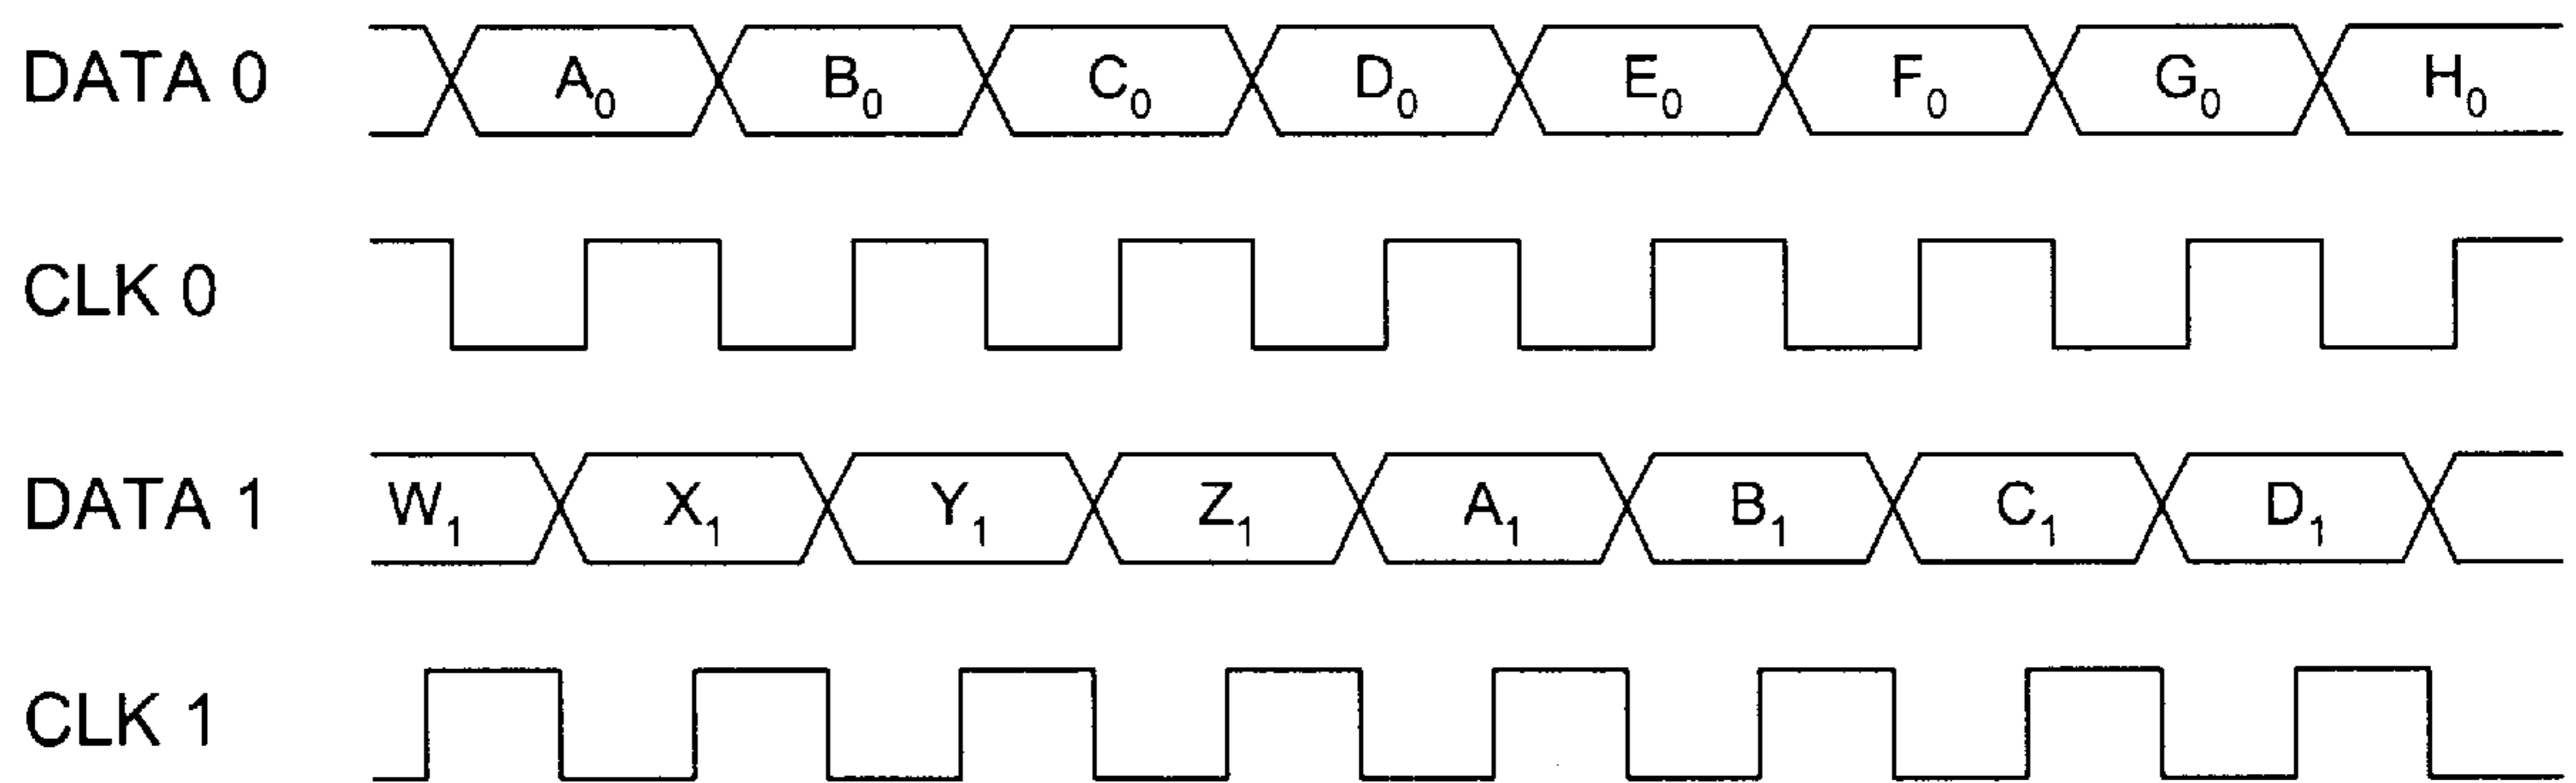 DATA 0 A₀ B₀ C₀ D₀ E₀ F₀ G₀ H₀
CLK 0
DATA 1 W₁ X₁ Y₁ Z₁ A₁ B₁ C₁ D₁
CLK 1